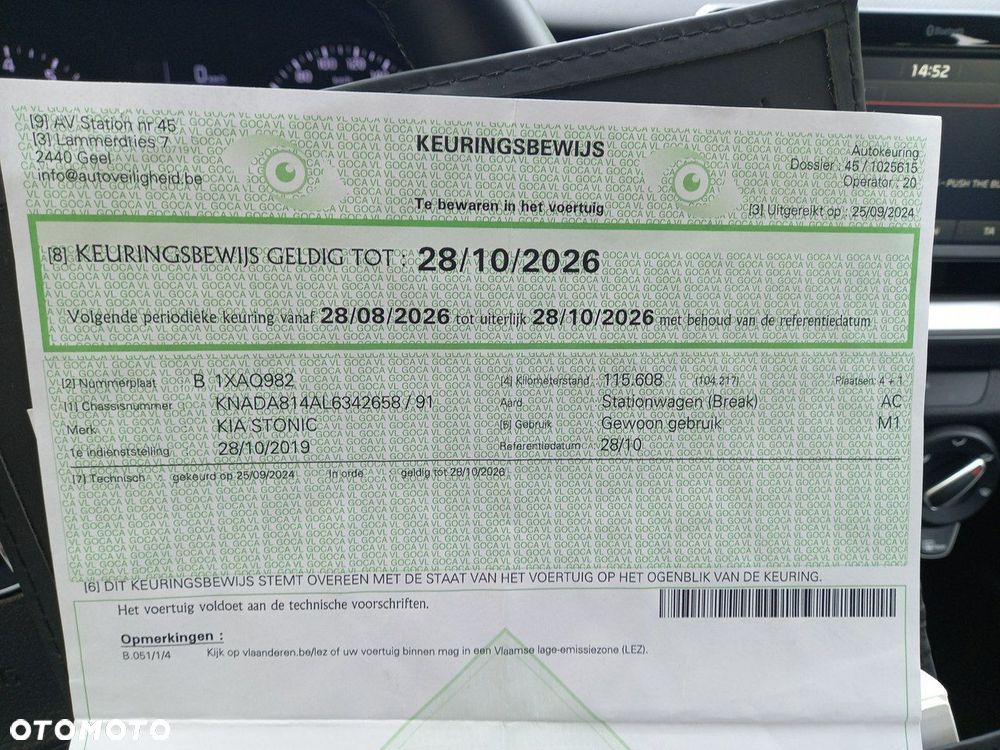 14:52
[9] AV Station nr 45
[3] Lammerdries 7
2440 Geel
info@autoveiligheid.be
KEURINGSBEWIJS
Te bewaren in het voertuig
Autokeuring
Dossier : 45 / 1025615
Operator : 20
[3] Uitgereikt op : 25/09/2024
[8] KEURINGSBEWIJS GELDIG TOT : 28/10/2026
Volgende periodieke keuring vanaf 28/08/2026 tot uiterlijk 28/10/2026 met behoud van de referentiedatum
[2] Nummerplaat B 1XAQ982 [4] Kilometerstand : 115.608 (104.217) Plaatsen: 4 + 1
[1] Chassisnummer KNADA814AL6342658 / 91 Aard Stationwagen (Break) AC
Merk KIA STONIC [5] Gebruik Gewoon gebruik M1
1e indienststelling 28/10/2019 Referentiedatum 28/10
[7] Technisch : gekeurd op 25/09/2024 In orde geldig tot 28/10/2026
[6] DIT KEURINGSBEWIJS STEMT OVEREEN MET DE STAAT VAN HET VOERTUIG OP HET OGENBLIK VAN DE KEURING.
Het voertuig voldoet aan de technische voorschriften.
Opmerkingen :
B.051/1/4 Kijk op vlaanderen.be/lez of uw voertuig binnen mag in een Vlaamse lage-emissiezone (LEZ).
OTOMOTO